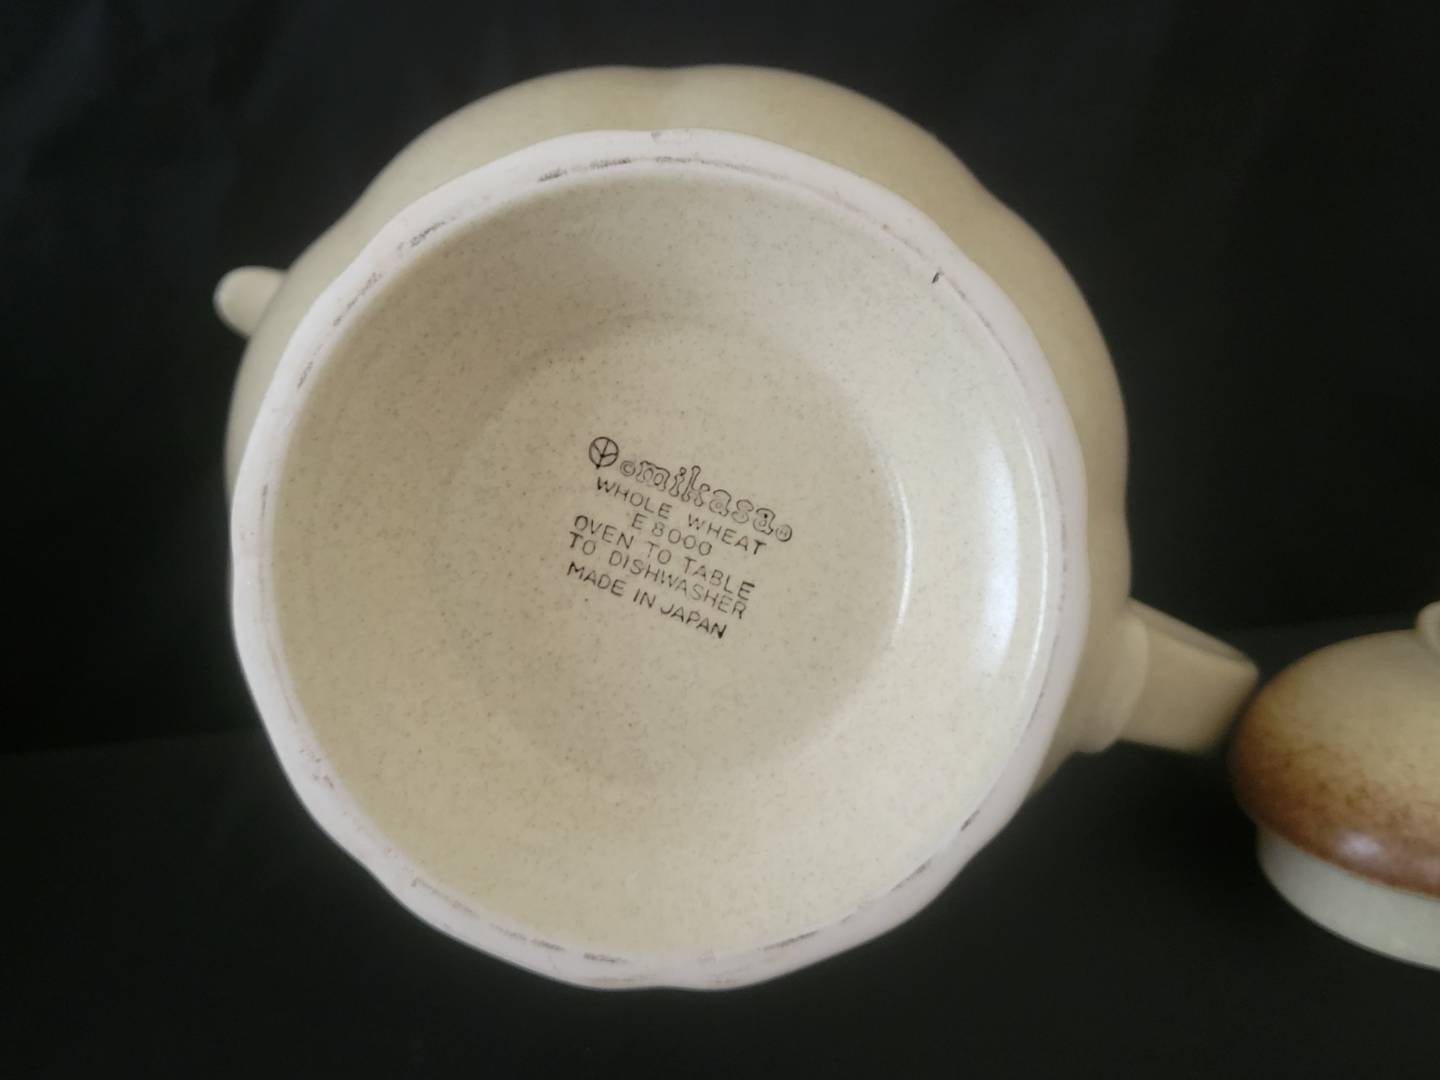 ©mikasa®
WHOLE WHEAT
E 8000
OVEN TO TABLE
TO DISHWASHER
MADE IN JAPAN